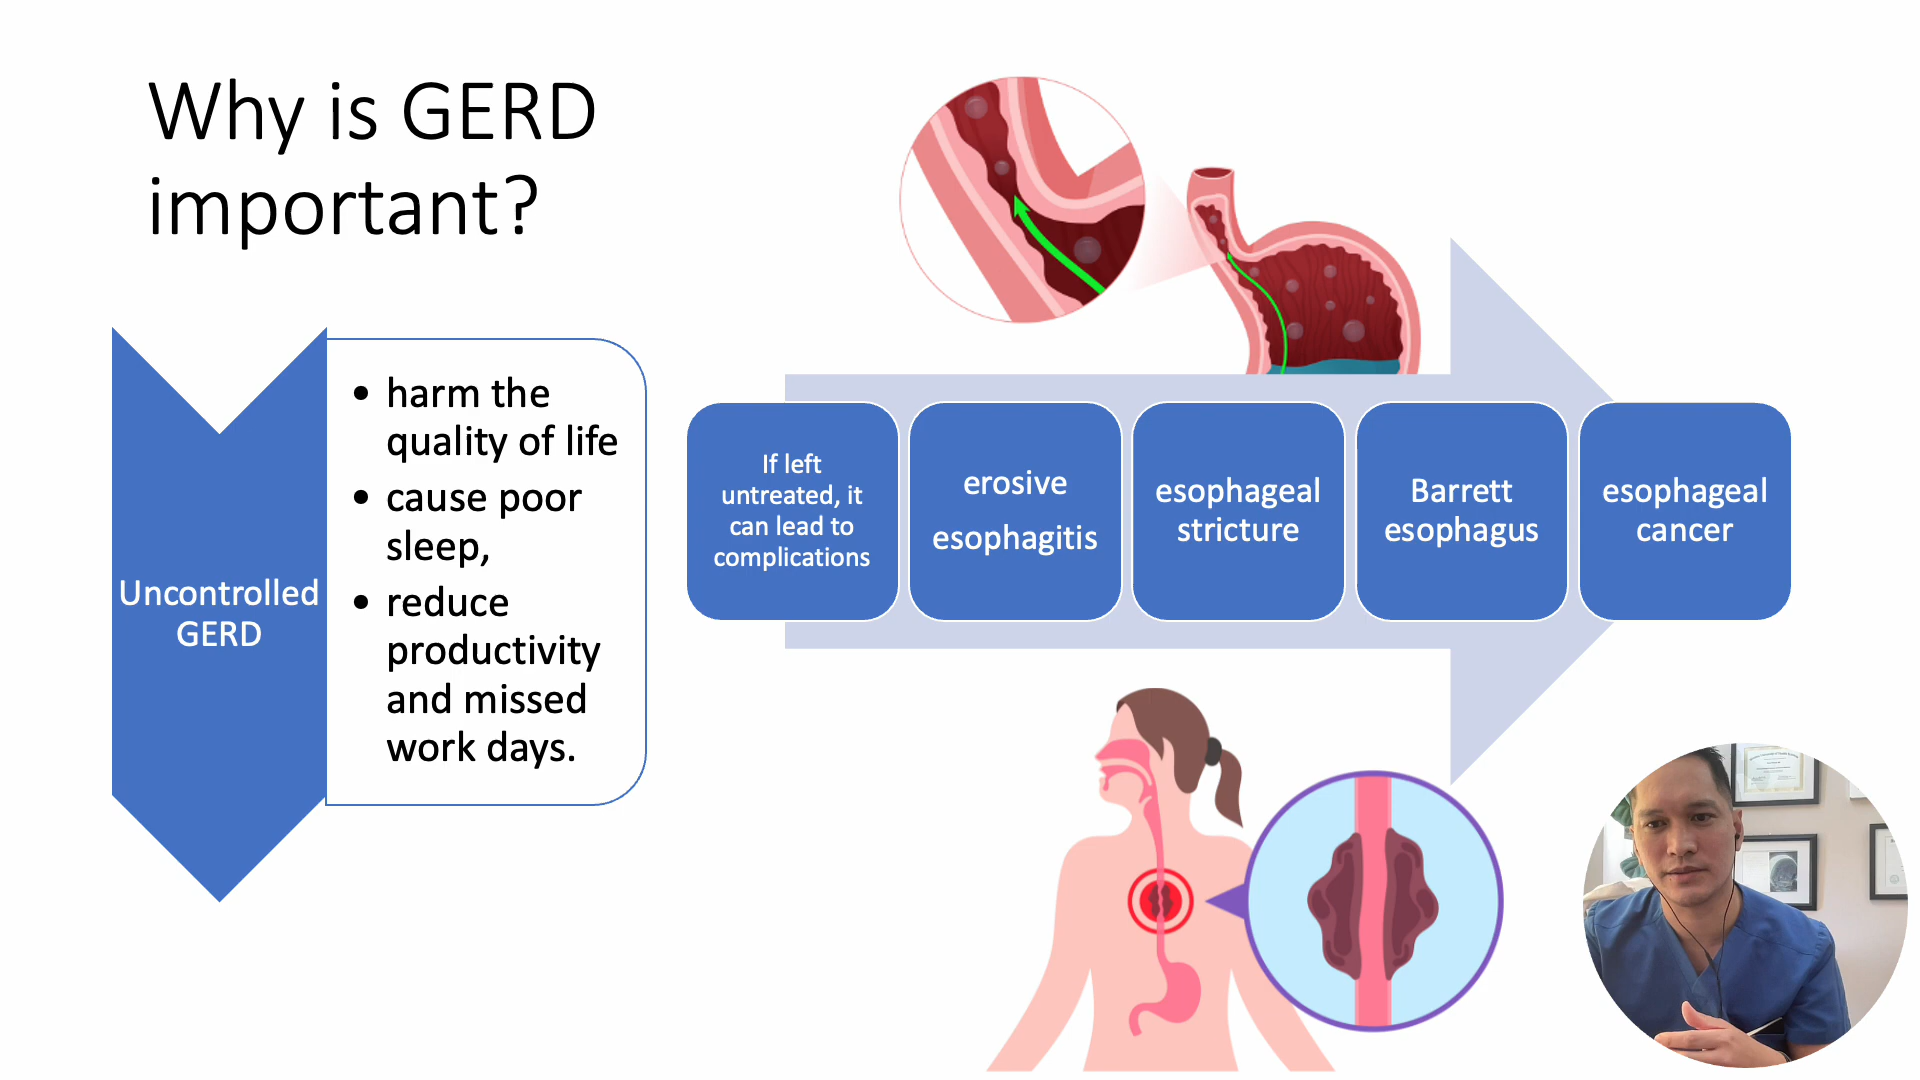 Why is GERD
important?
Uncontrolled
GERD
• harm the
quality of life
• cause poor
sleep,
• reduce
productivity
and missed
work days.
If left
untreated, it
can lead to
complications
erosive
esophagitis
esophageal
stricture
Barrett
esophagus
esophageal
cancer